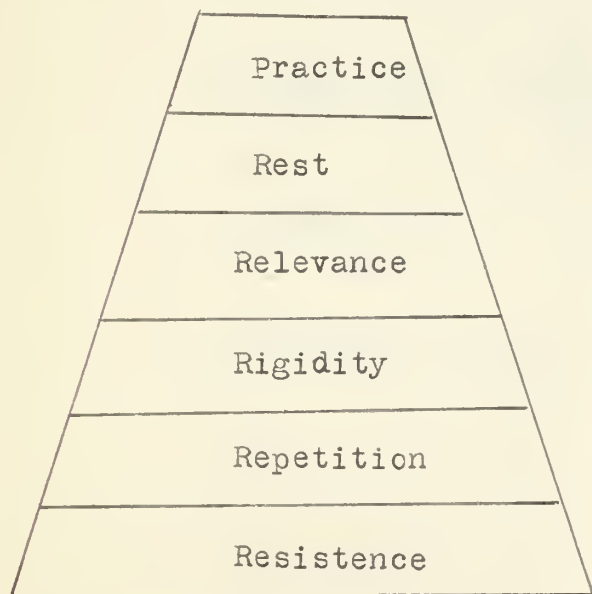 Practice
Rest
Relevance
Rigidity
Repetition
Resistence